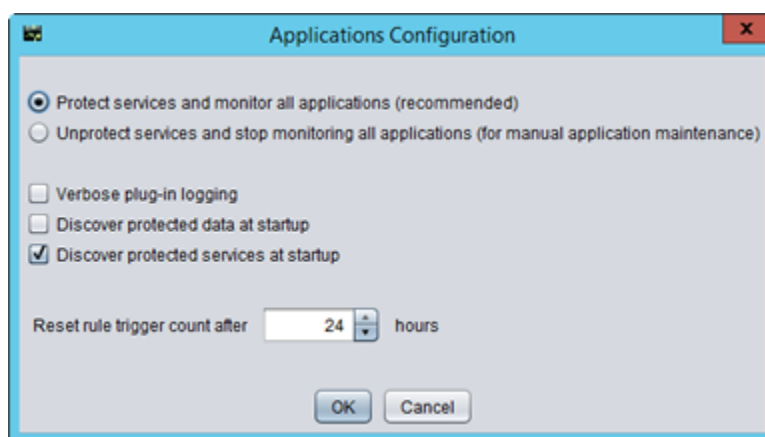 Applications Configuration
Protect services and monitor all applications (recommended)
Unprotect services and stop monitoring all applications (for manual application maintenance)
Verbose plug-in logging
Discover protected data at startup
Discover protected services at startup
Reset rule trigger count after 24 hours
OK Cancel